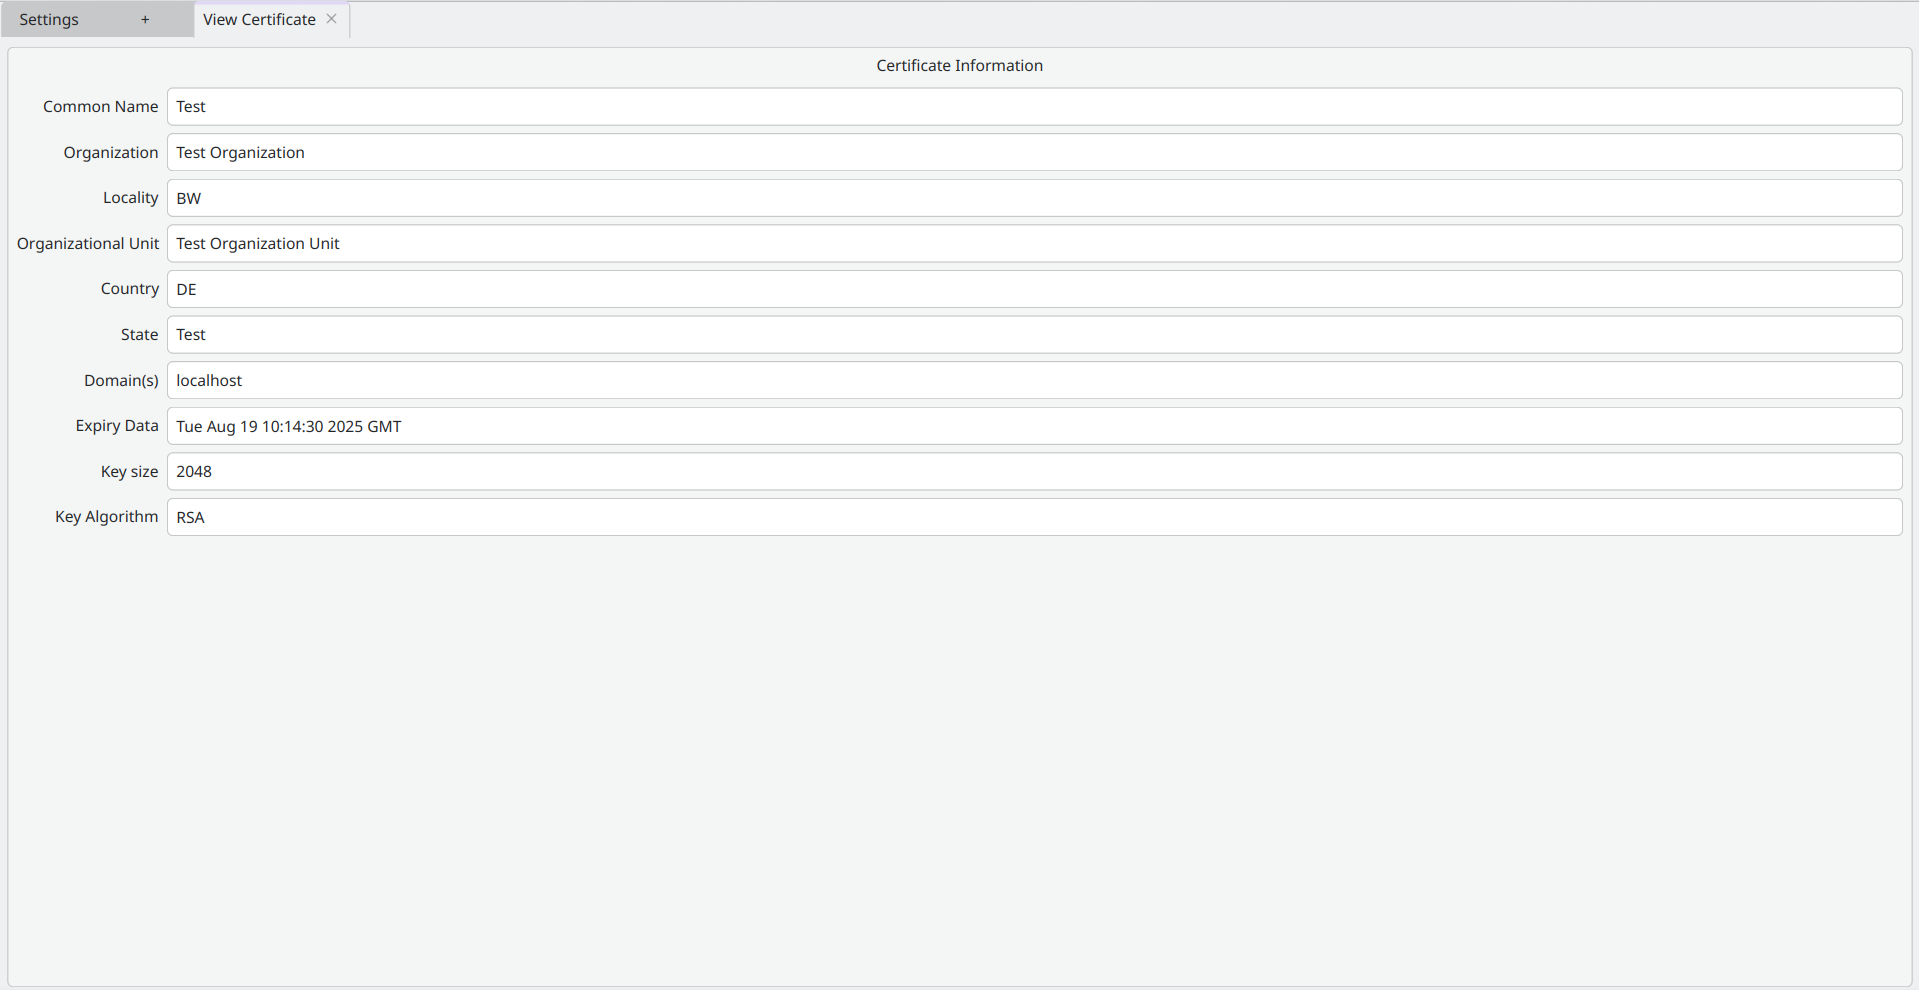 Settings + View Certificate ×
Certificate Information
Common Name Test
Organization Test Organization
Locality BW
Organizational Unit Test Organization Unit
Country DE
State Test
Domain(s) localhost
Expiry Data Tue Aug 19 10:14:30 2025 GMT
Key size 2048
Key Algorithm RSA